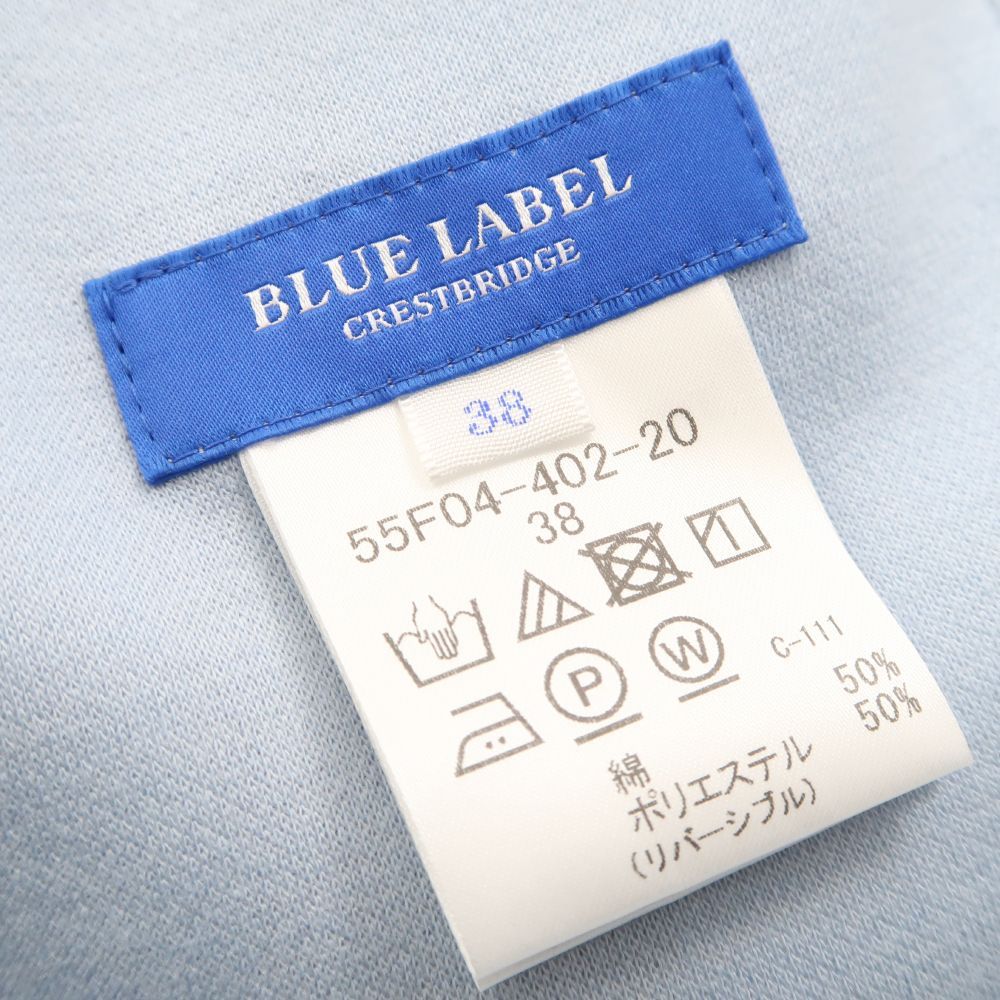 BLUE LABEL
CRESTBRIDGE
38
55F04-402-20
38
P W
C-111
綿 50%
ポリエステル 50%
(リバーシブル)